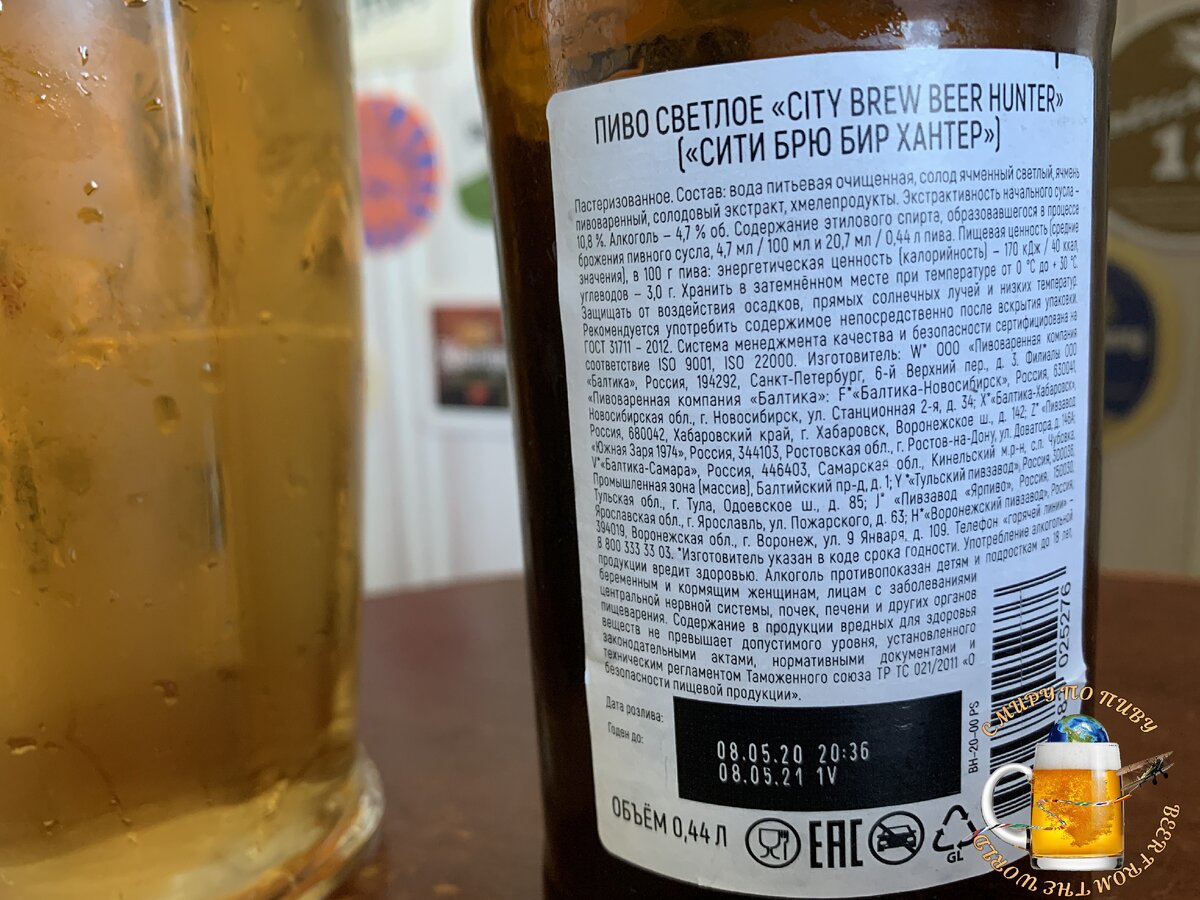 ПИВО СВЕТЛОЕ «CITY BREW BEER HUNTER»
(«СИТИ БРЮ БИР ХАНТЕР»)
Пастеризованное. Состав: вода питьевая очищенная, солод ячменный светлый, ячмень
пивоваренный, солодовый экстракт, хмелепродукты. Экстрактивность начального сусла –
10,8 %. Алкоголь – 4,7 % об. Содержание этилового спирта, образовавшегося в процессе
брожения пивного сусла, 4,7 мл / 100 мл и 20,7 мл / 0,44 л пива. Пищевая ценность (средние
значения), в 100 г пива: энергетическая ценность (калорийность) – 170 кДж / 40 ккал,
углеводов – 3,0 г. Хранить в затемнённом месте при температуре от 0 °С до + 30 °С.
Защищать от воздействия осадков, прямых солнечных лучей и низких температур.
Рекомендуется употребить содержимое непосредственно после вскрытия упаковки.
ГОСТ 31711 – 2012. Система менеджмента качества и безопасности сертифицирована на
соответствие ISO 9001, ISO 22000. Изготовитель: W* ООО «Пивоваренная компания
«Балтика», Россия, 194292, Санкт-Петербург, 6-й Верхний пер., д. 3. Филиалы ООО
«Пивоваренная компания «Балтика»: F*«Балтика-Новосибирск», Россия, 630041,
Новосибирская обл., г. Новосибирск, ул. Станционная 2-я, д. 34; X*«Балтика-Хабаровск»,
Россия, 680042, Хабаровский край, г. Хабаровск, Воронежское ш., д. 142; Z* «Пивзавод
«Южная Заря 1974», Россия, 344103, Ростовская обл., г. Ростов-на-Дону, ул. Доватора, д. 146А;
V*«Балтика-Самара», Россия, 446403, Самарская обл., Кинельский м.р-н, с.п. Чубовка,
Промышленная зона (массив), Балтийский пр-д, д. 1; Y *«Тульский пивзавод», Россия, 300036,
Тульская обл., г. Тула, Одоевское ш., д. 85; J* «Пивзавод «Ярпиво», Россия, 150030,
Ярославская обл., г. Ярославль, ул. Пожарского, д. 63; H*«Воронежский пивзавод», Россия,
394019, Воронежская обл., г. Воронеж, ул. 9 Января, д. 109. Телефон «горячей линии» –
8 800 333 33 03. *Изготовитель указан в коде срока годности. Употребление алкогольной
продукции вредит здоровью. Алкоголь противопоказан детям и подросткам до 18 лет,
беременным и кормящим женщинам, лицам с заболеваниями
центральной нервной системы, почек, печени и других органов
пищеварения. Содержание в продукции вредных для здоровья
веществ не превышает допустимого уровня, установленного
законодательными актами, нормативными документами и
техническим регламентом Таможенного союза ТР ТС 021/2011 «О
безопасности пищевой продукции».
Дата розлива:
Годен до:
08.05.20 20:36
08.05.21 1V
025276
BH-20-00 PS
ОБЪЁМ 0,44 Л
EAC
GL
С МИРУ ПО ПИВУ
BEER FROM THE WORLD